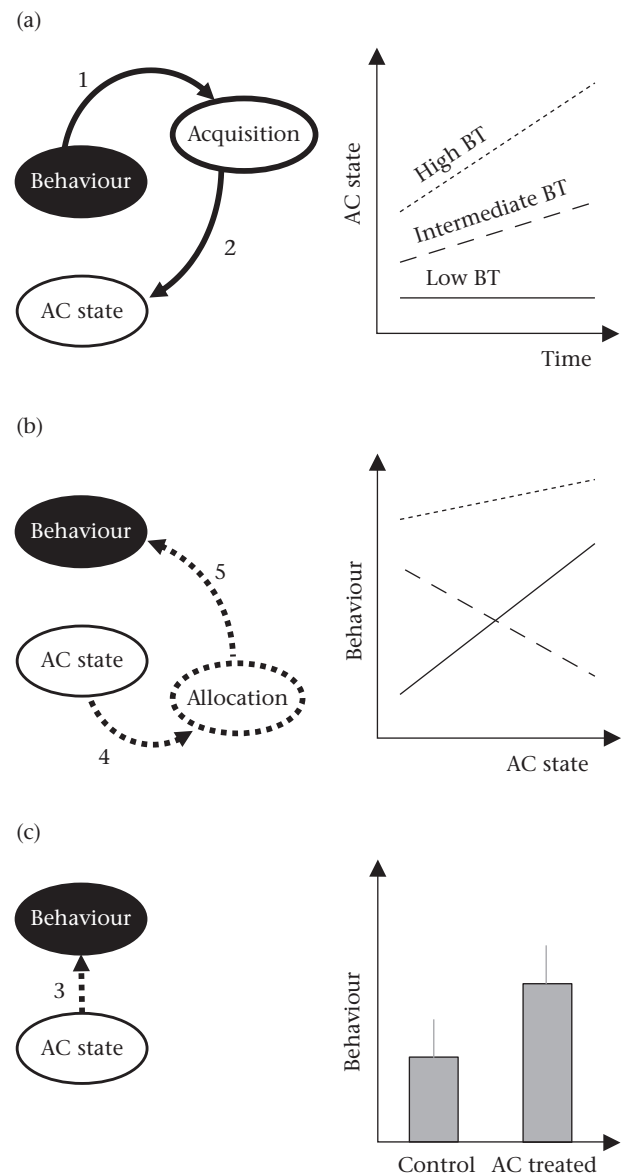 (a)
1
Acquisition
Behaviour
2
AC state
AC state
High BT
Intermediate BT
Low BT
Time
(b)
Behaviour
5
AC state
Allocation
4
Behaviour
AC state
(c)
Behaviour
3
AC state
Behaviour
Control AC treated